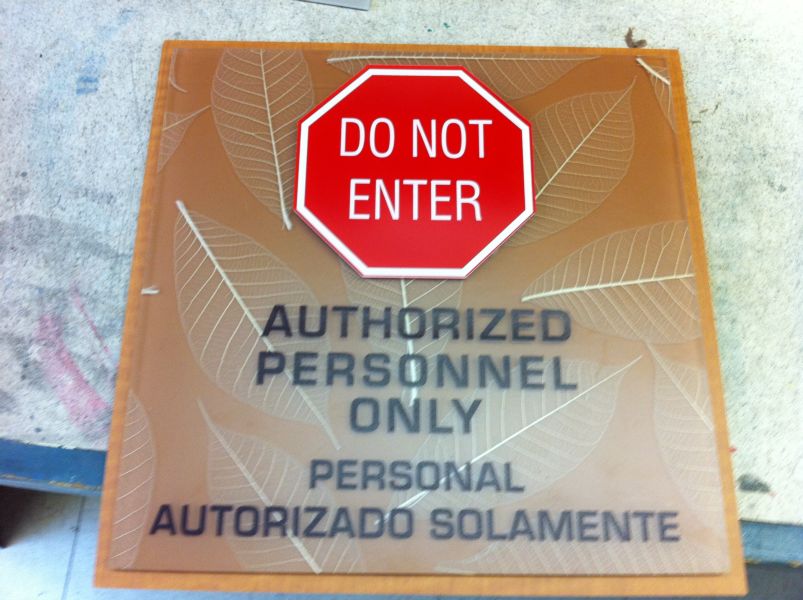 DO NOT
ENTER
AUTHORIZED
PERSONNEL
ONLY
PERSONAL
AUTORIZADO SOLAMENTE